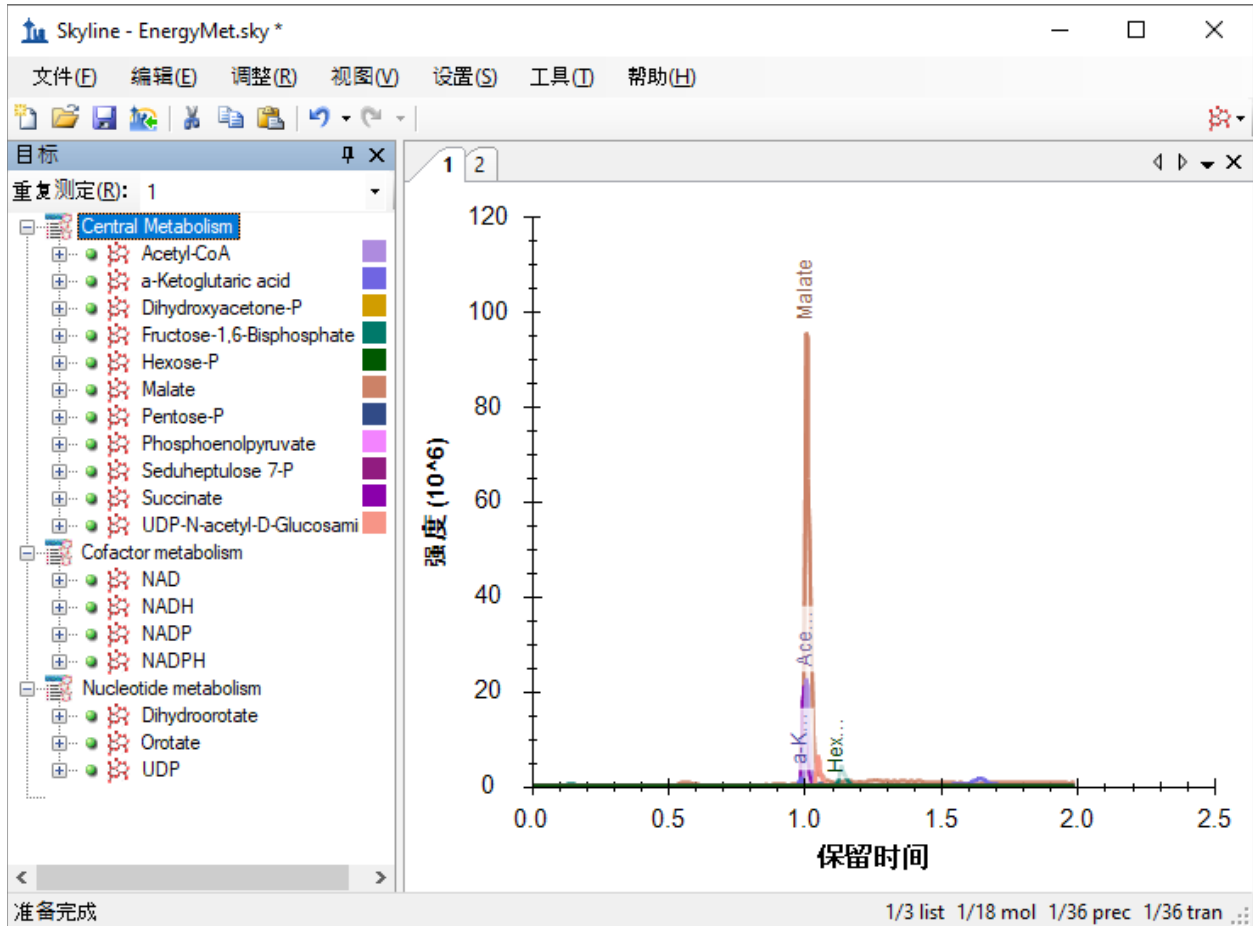 Skyline - EnergyMet.sky *
文件(F) 编辑(E) 调整(R) 视图(V) 设置(S) 工具(T) 帮助(H)
目标
重复测定(R): 1
Central Metabolism
Acetyl-CoA
a-Ketoglutaric acid
Dihydroxyacetone-P
Fructose-1,6-Bisphosphate
Hexose-P
Malate
Pentose-P
Phosphoenolpyruvate
Seduheptulose 7-P
Succinate
UDP-N-acetyl-D-Glucosami
Cofactor metabolism
NAD
NADH
NADP
NADPH
Nucleotide metabolism
Dihydroorotate
Orotate
UDP
1 2
强度 (10^6)
120
100
80
60
40
20
0
Malate
Ace...
a-K...
Hex...
0.0 0.5 1.0 1.5 2.0 2.5
保留时间
准备完成
1/3 list 1/18 mol 1/36 prec 1/36 tran